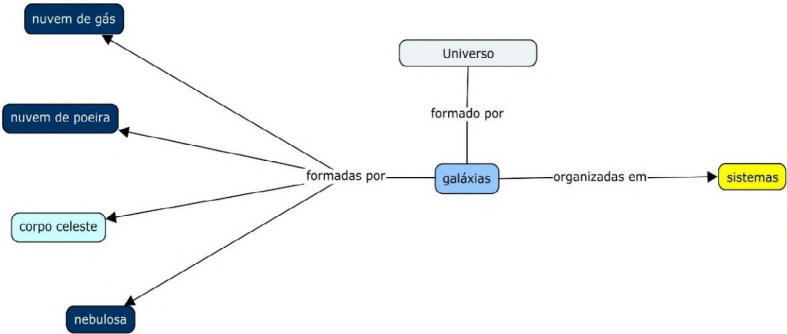 nuvem de gás
Universo
formado por
nuvem de poeira
formadas por
galáxias
organizadas em
sistemas
corpo celeste
nebulosa